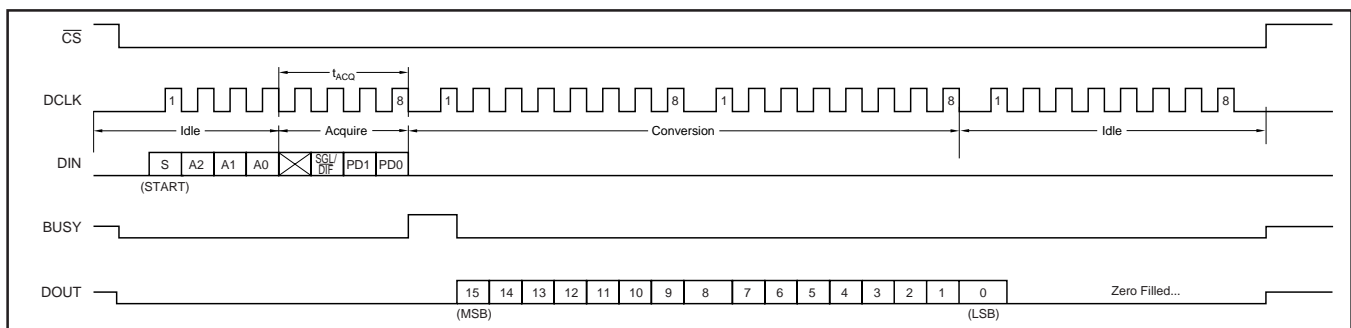 CS
tACQ
DCLK 1 8 1 8 1 8 1 8
Idle Acquire Conversion Idle
DIN S A2 A1 A0 SGL/DIF PD1 PD0
(START)
BUSY
DOUT 15 14 13 12 11 10 9 8 7 6 5 4 3 2 1 0 Zero Filled...
(MSB) (LSB)